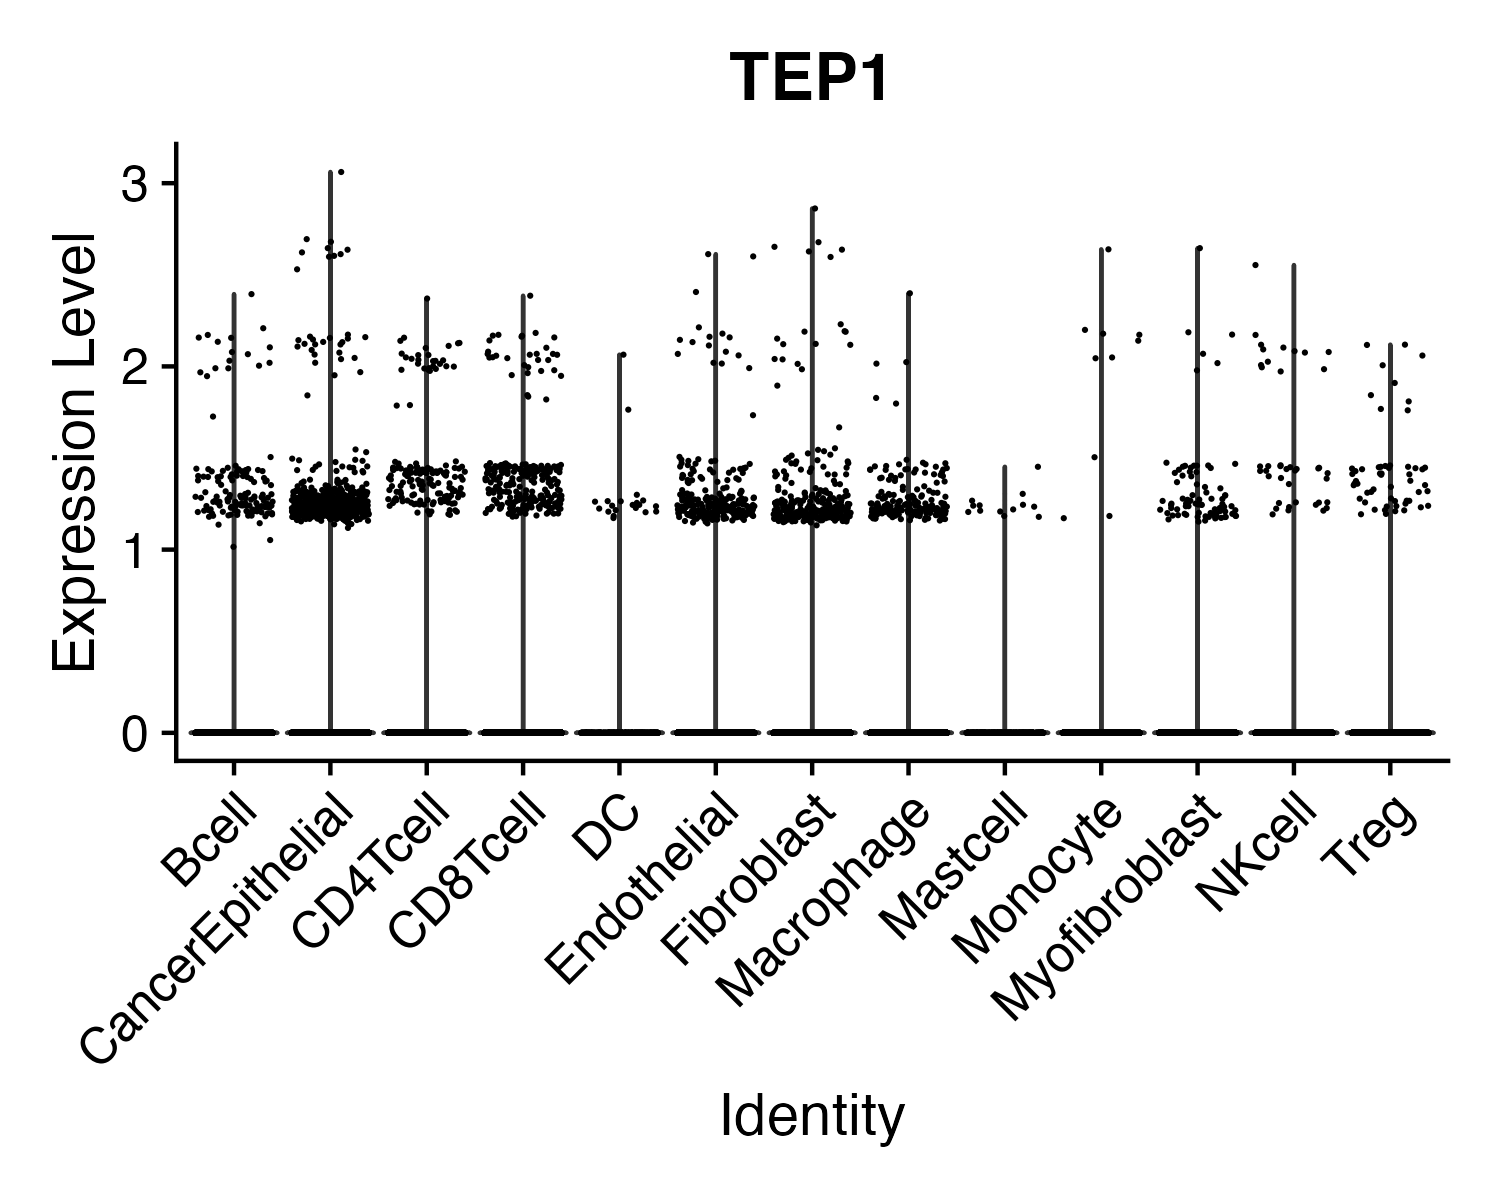 TEP1
Expression Level
3
2
1
0
Bcell
CancerEpithelial
CD4Tcell
CD8Tcell
DC
Endothelial
Fibroblast
Macrophage
Mastcell
Monocyte
Myofibroblast
NKcell
Treg
Identity